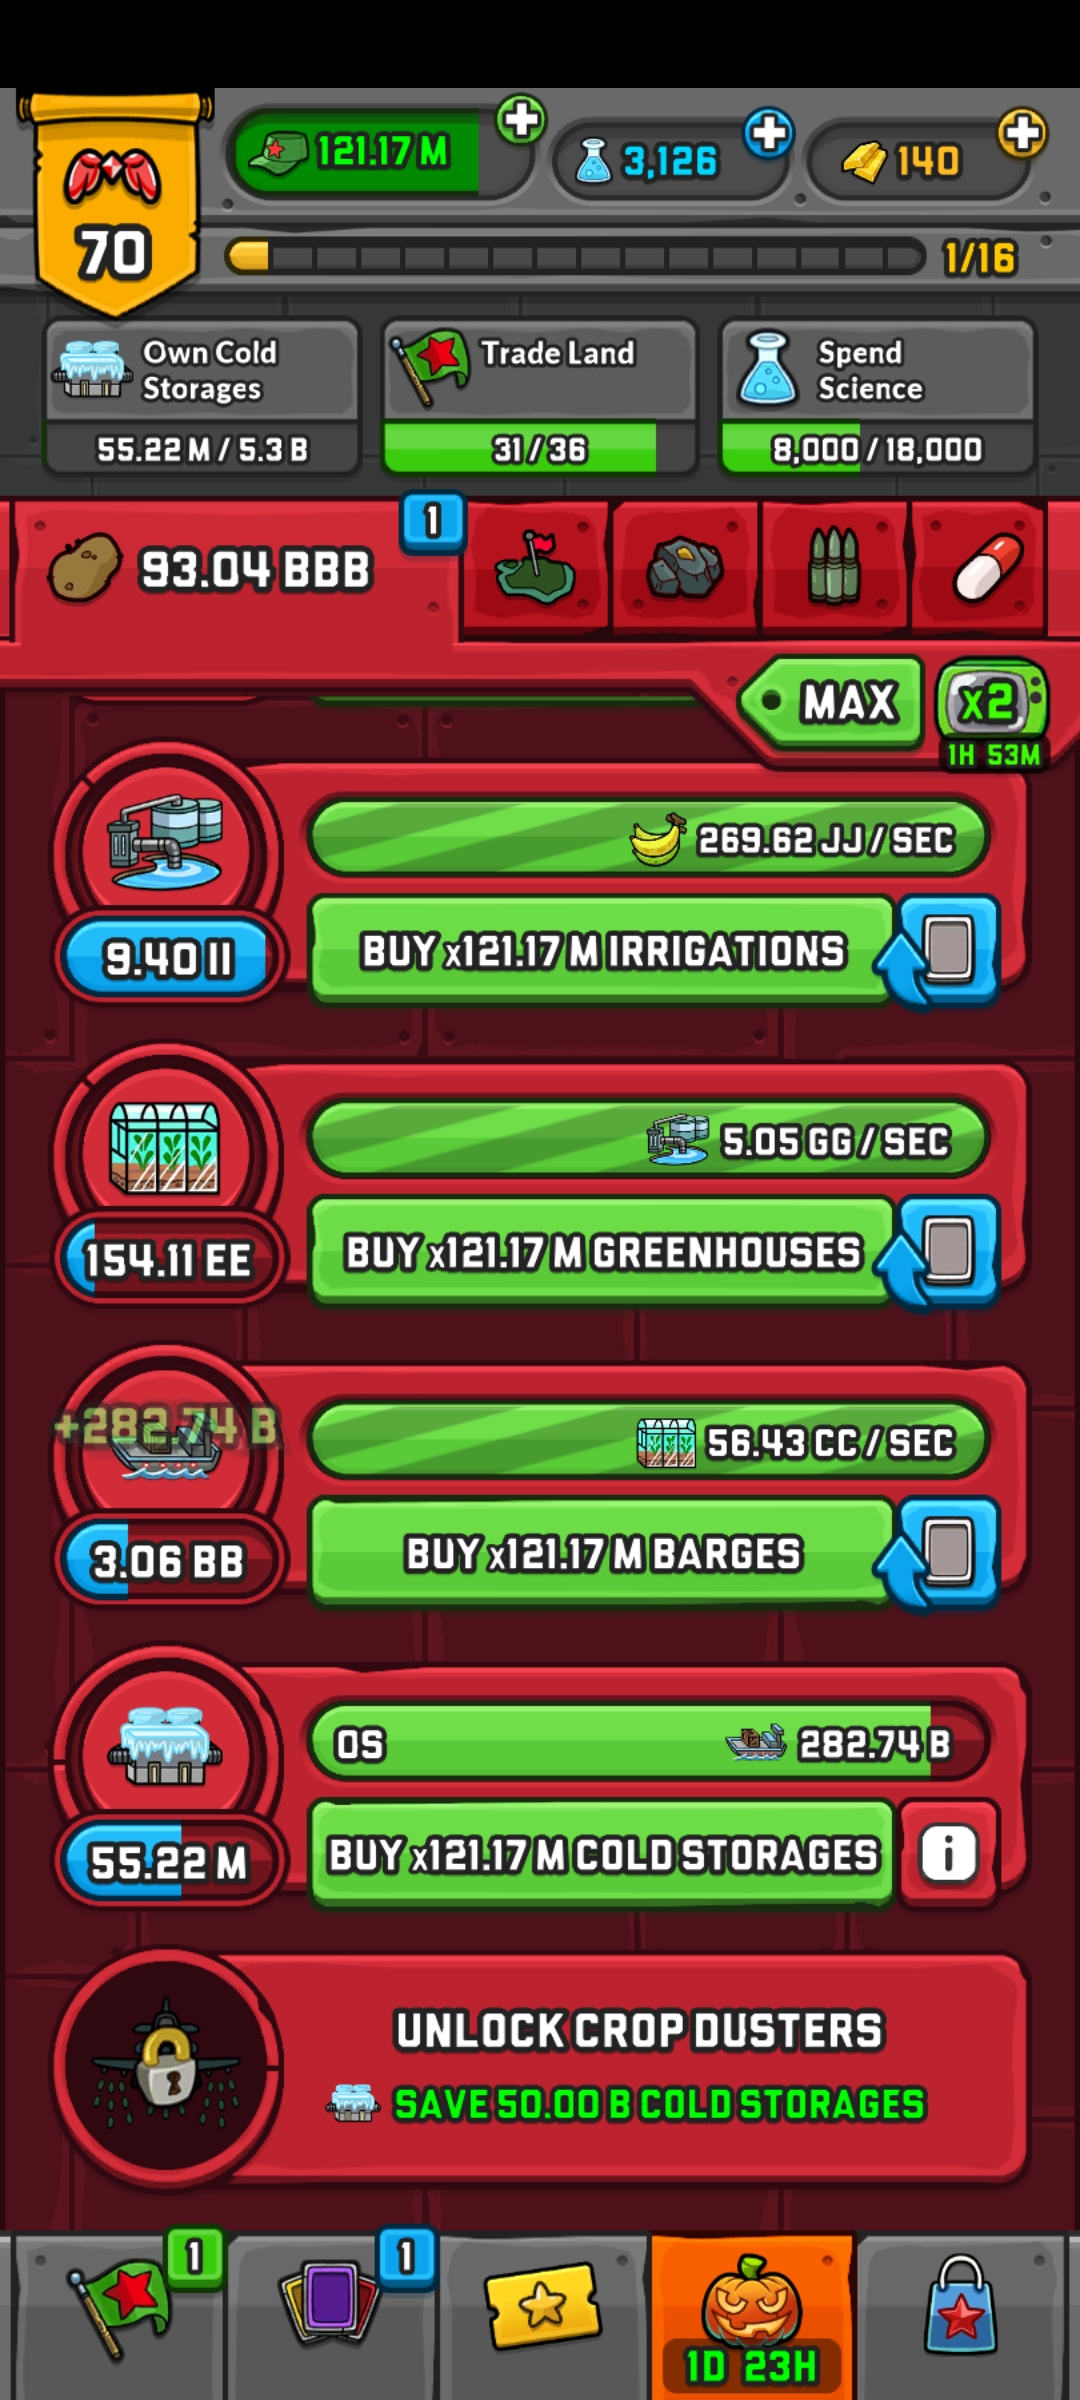 70
121.17 M
3,126
140
1/16
Own Cold
Storages
55.22 M / 5.3 B
Trade Land
31 / 36
Spend
Science
8,000 / 18,000
93.04 BBB
1
MAX
x2
1H 53M
269.62 JJ / SEC
9.40 II
BUY x121.17 M IRRIGATIONS
5.05 GG / SEC
154.11 EE
BUY x121.17 M GREENHOUSES
+282.74 B
56.43 CC / SEC
3.06 BB
BUY x121.17 M BARGES
0S
282.74 B
55.22 M
BUY x121.17 M COLD STORAGES
i
UNLOCK CROP DUSTERS
SAVE 50.00 B COLD STORAGES
1
1
1D 23H